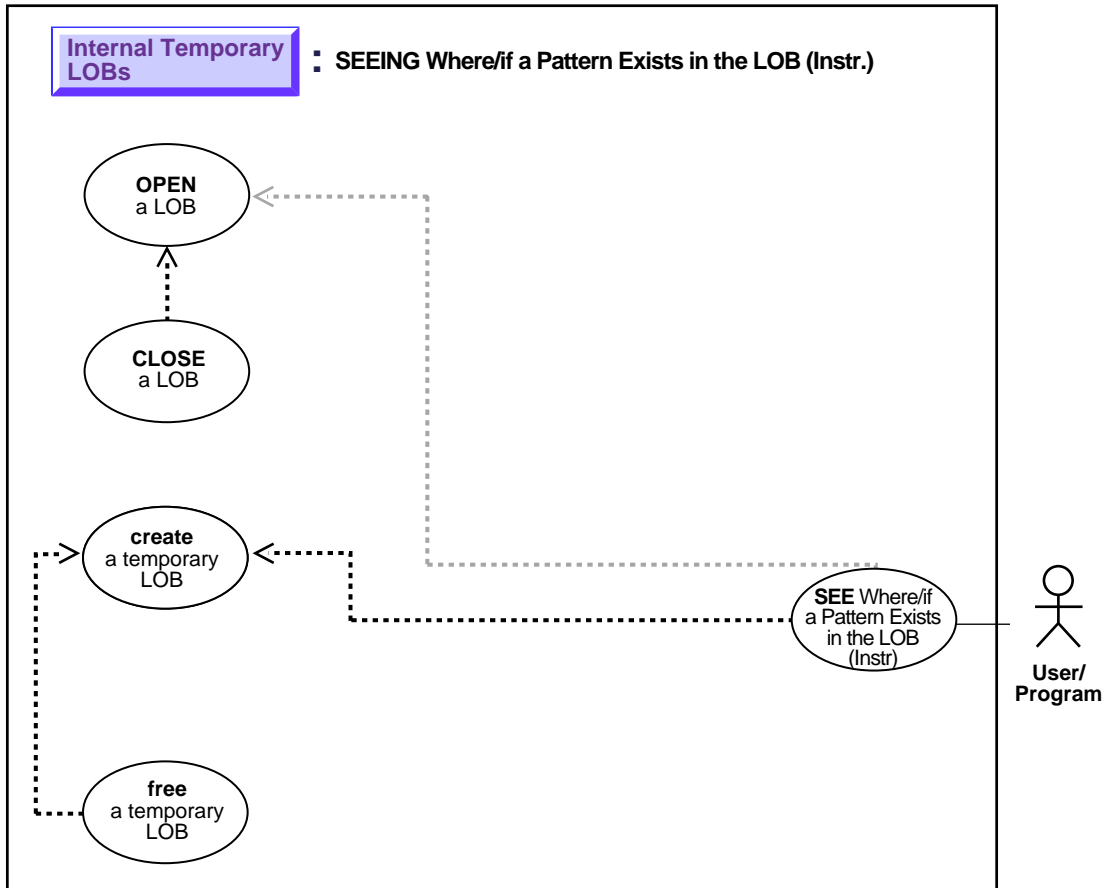 Internal Temporary
LOBs
: SEEING Where/if a Pattern Exists in the LOB (Instr.)
OPEN
a LOB
CLOSE
a LOB
create
a temporary
LOB
SEE Where/if
a Pattern Exists
in the LOB
(Instr)
User/
Program
free
a temporary
LOB